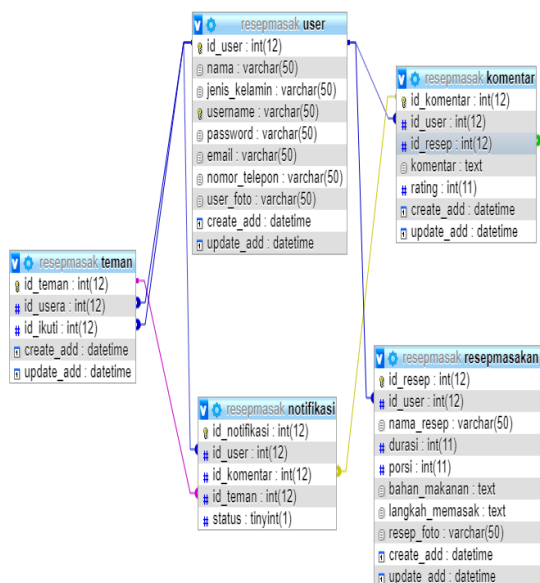 resepmasak user
id_user : int(12)
nama : varchar(50)
jenis_kelamin : varchar(50)
username : varchar(50)
password : varchar(50)
email : varchar(50)
nomor_telepon : varchar(50)
user_foto : varchar(50)
create_add : datetime
update_add : datetime
resepmasak komentar
id_komentar : int(12)
id_user : int(12)
id_resep : int(12)
komentar : text
rating : int(11)
create_add : datetime
update_add : datetime
resepmasak teman
id_teman : int(12)
id_usera : int(12)
id_ikuti : int(12)
create_add : datetime
update_add : datetime
resepmasak notifikasi
id_notifikasi : int(12)
id_user : int(12)
id_komentar : int(12)
id_teman : int(12)
status : tinyint(1)
resepmasak resepmasakan
id_resep : int(12)
id_user : int(12)
nama_resep : varchar(50)
durasi : int(11)
porsi : int(11)
bahan_makanan : text
langkah_memasak : text
resep_foto : varchar(50)
create_add : datetime
update_add : datetime